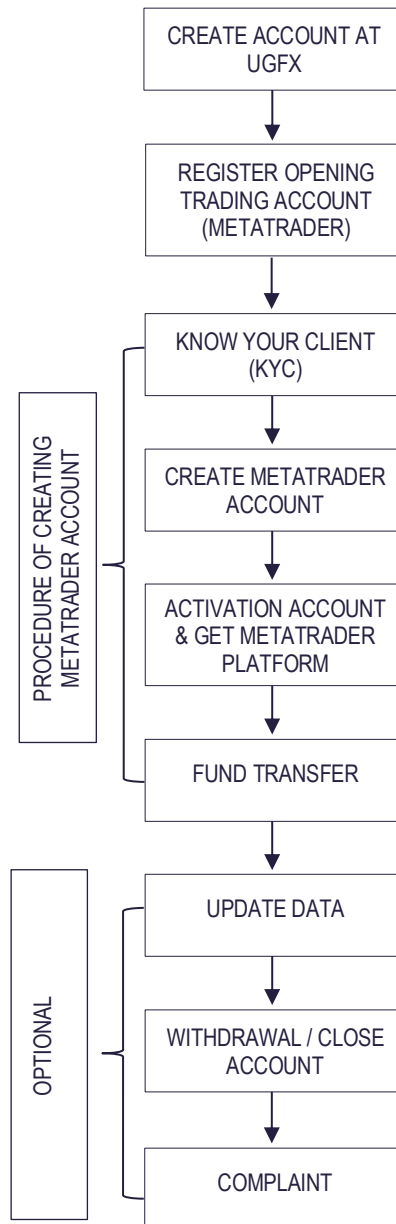 CREATE ACCOUNT AT
UGFX
REGISTER OPENING
TRADING ACCOUNT
(METATRADER)
KNOW YOUR CLIENT
(KYC)
PROCEDURE OF CREATING
METATRADER ACCOUNT
CREATE METATRADER
ACCOUNT
ACTIVATION ACCOUNT
& GET METATRADER
PLATFORM
FUND TRANSFER
OPTIONAL
UPDATE DATA
WITHDRAWAL / CLOSE
ACCOUNT
COMPLAINT